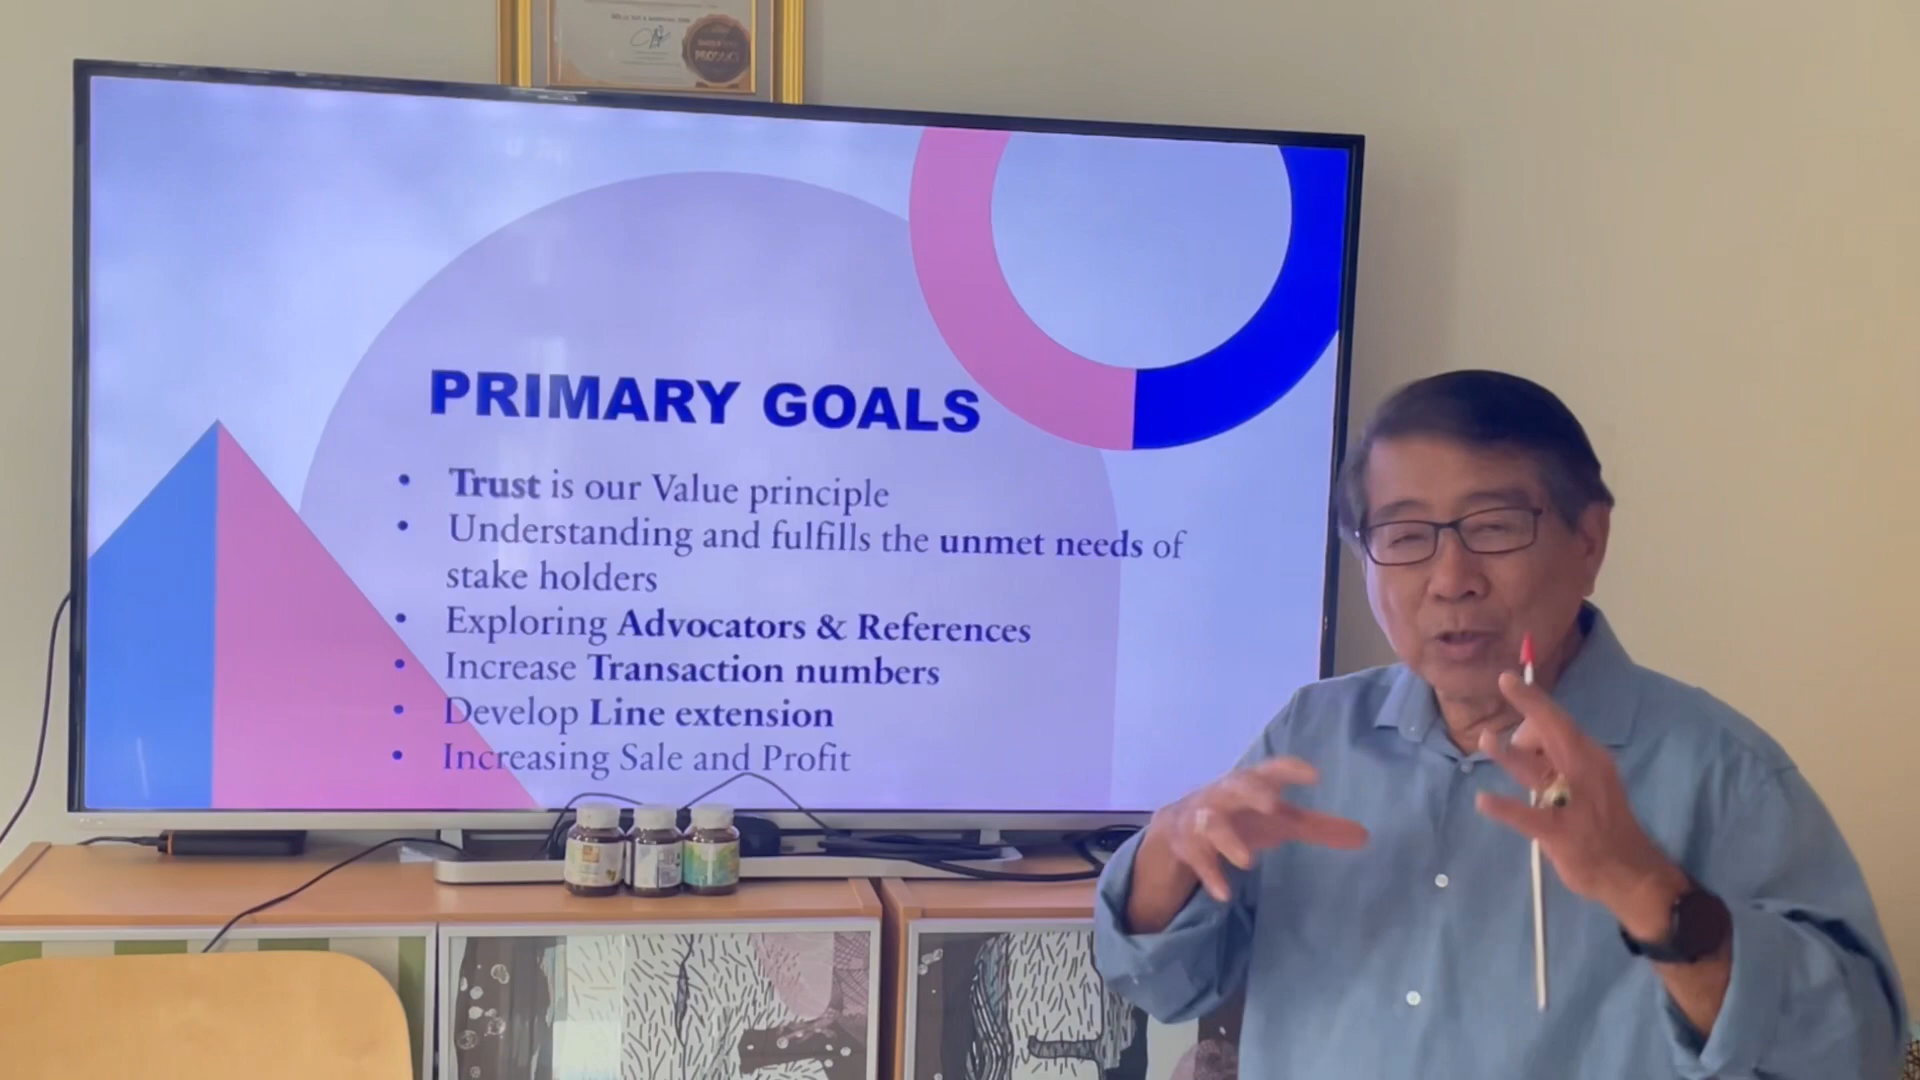 PRODUCT
PRIMARY GOALS
• Trust is our Value principle
• Understanding and fulfills the unmet needs of
stake holders
• Exploring Advocators & References
• Increase Transaction numbers
• Develop Line extension
• Increasing Sale and Profit